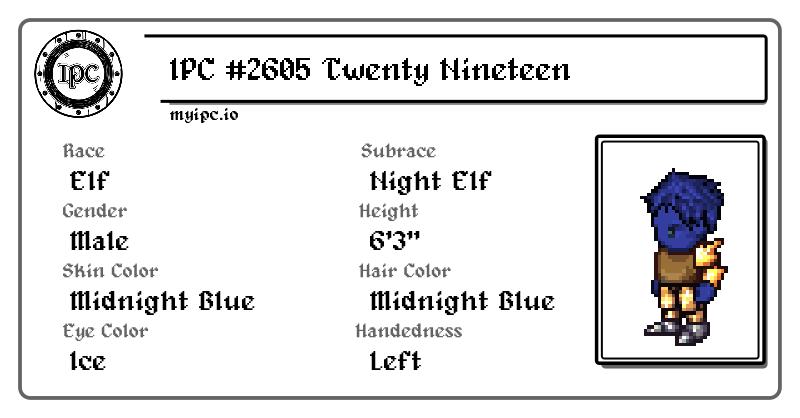 IPC
IPC #2605 Twenty Nineteen
myipc.io
Race
Elf
Subrace
Night Elf
Gender
Male
Height
6'3"
Skin Color
Midnight Blue
Hair Color
Midnight Blue
Eye Color
Ice
Handedness
Left